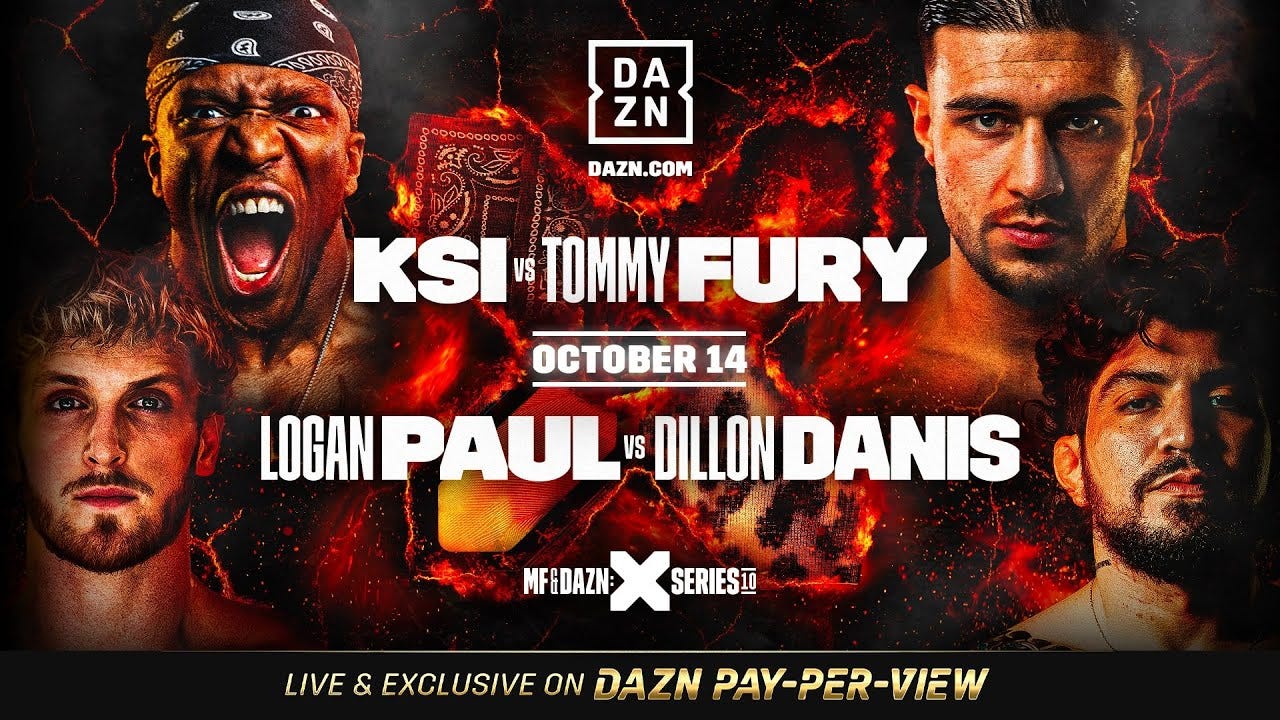 DA
ZN
DAZN.COM
KSI VS TOMMY FURY
OCTOBER 14
LOGAN PAUL VS DILLON DANIS
MF&DAZN: X SERIES 10
LIVE & EXCLUSIVE ON DAZN PAY-PER-VIEW